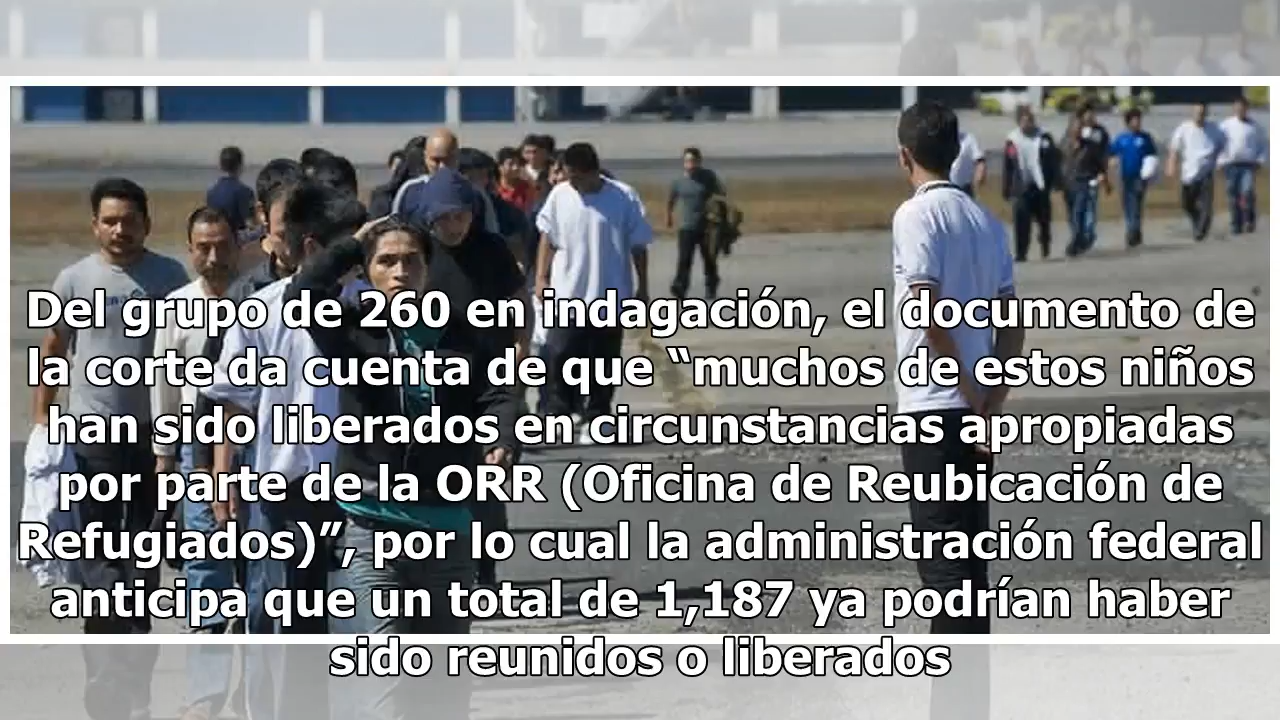 Del grupo de 260 en indagación, el documento de
la corte da cuenta de que “muchos de estos niños
han sido liberados en circunstancias apropiadas
por parte de la ORR (Oficina de Reubicación de
Refugiados)”, por lo cual la administración federal
anticipa que un total de 1,187 ya podrían haber
sido reunidos o liberados